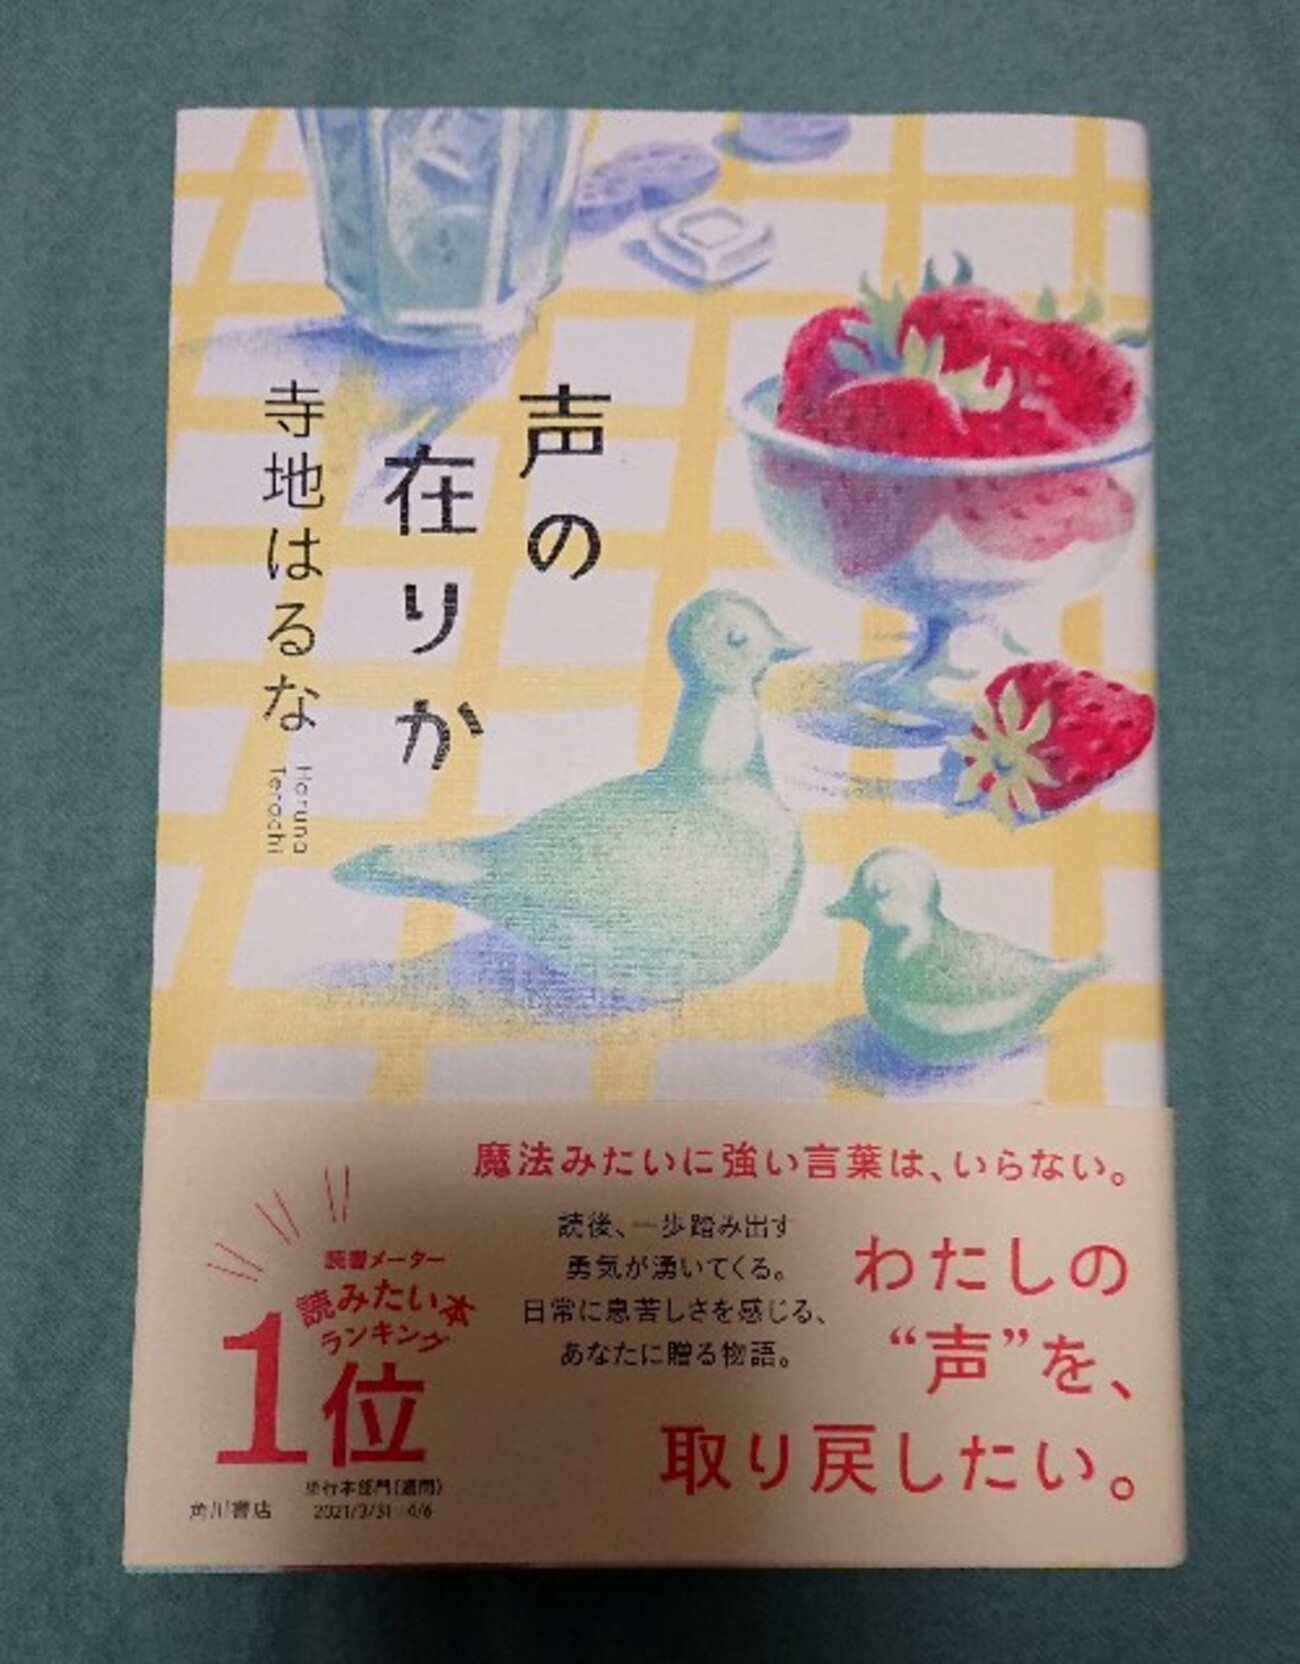 声の
在りか
寺地はるな
Haruna
Terachi
魔法みたいに強い言葉は、いらない。
読後、一歩踏み出す
勇気が湧いてくる。
日常に息苦しさを感じる、
あなたに贈る物語。
わたしの
“声”を、
取り戻したい。
読書メーター
読みたい本
ランキング
1位
単行本部門(週間)
2021/3/31-4/6
角川書店